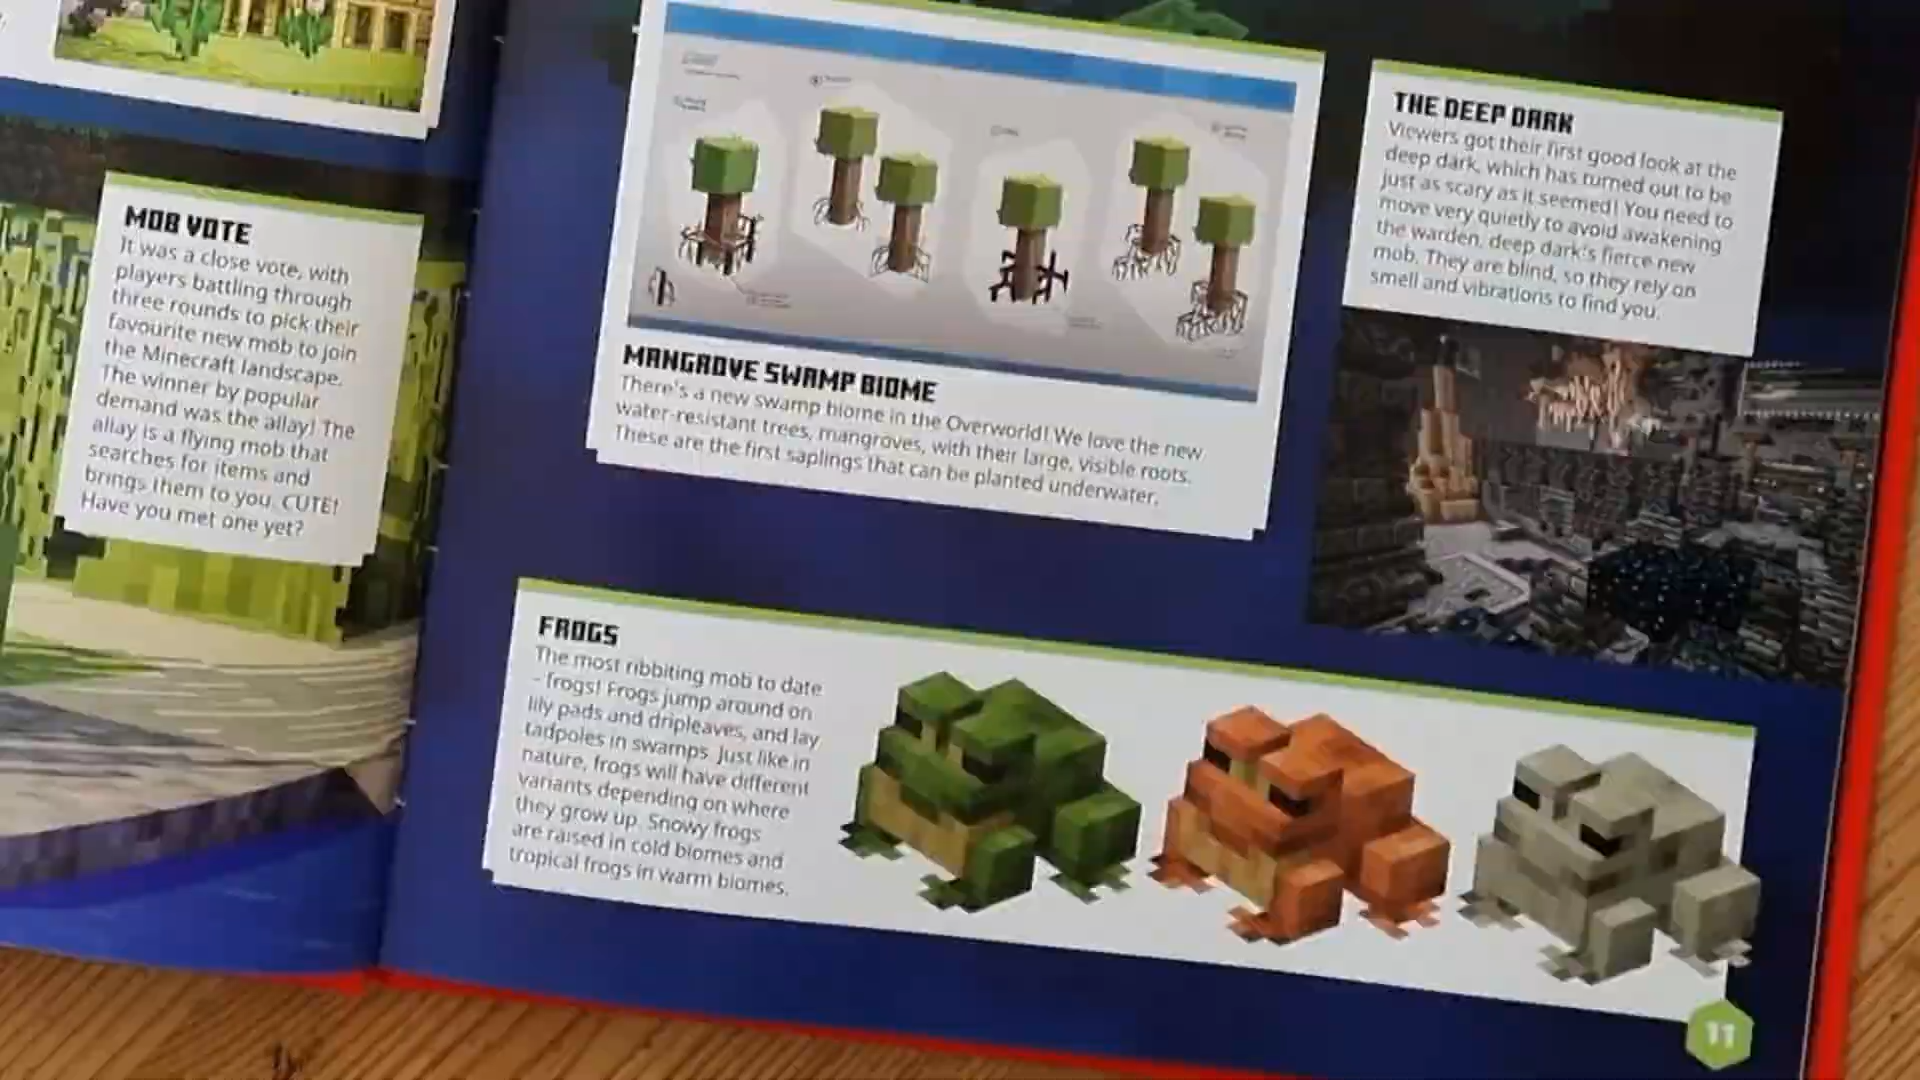 MOB VOTE
It was a close vote, with
players battling through
three rounds to pick their
favourite new mob to join
the Minecraft landscape.
The winner by popular
demand was the allay! The
allay is a flying mob that
searches for items and
brings them to you. CUTE!
Have you met one yet?
MANGROVE SWAMP BIOME
There's a new swamp biome in the Overworld! We love the new
water-resistant trees, mangroves, with their large, visible roots.
These are the first saplings that can be planted underwater.
THE DEEP DARK
Viewers got their first good look at the
deep dark, which has turned out to be
just as scary as it seemed! You need to
move very quietly to avoid awakening
the warden, deep dark's fierce new
mob. They are blind, so they rely on
smell and vibrations to find you.
FROGS
The most ribbiting mob to date
- frogs! Frogs jump around on
lily pads and dripleaves, and lay
tadpoles in swamps. Just like in
nature, frogs will have different
variants depending on where
they grow up. Snowy frogs
are raised in cold biomes and
tropical frogs in warm biomes.
11